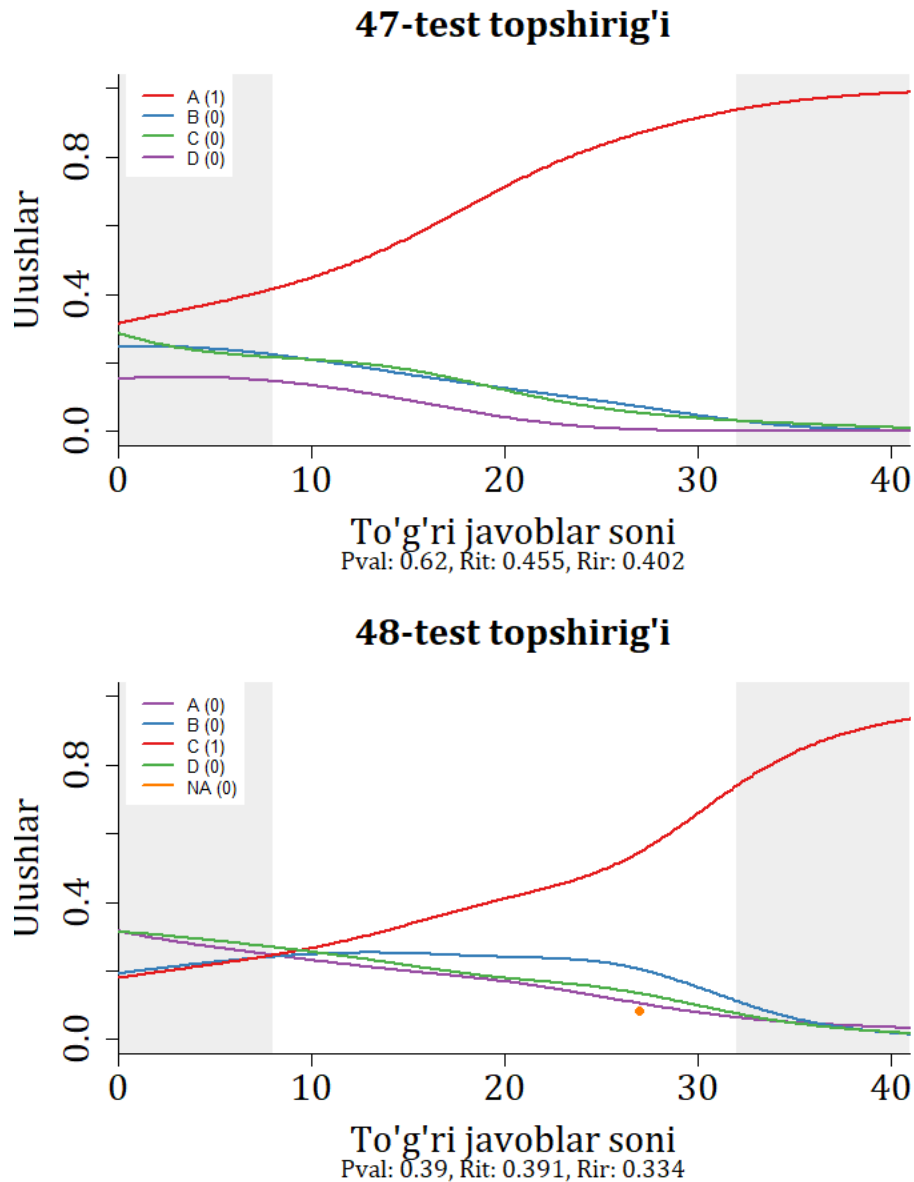 47-test topshirig'i
A (1)
B (0)
C (0)
D (0)
Ulushlar
0.8
0.4
0.0
0 10 20 30 40
To'g'ri javoblar soni
Pval: 0.62, Rit: 0.455, Rir: 0.402
48-test topshirig'i
A (0)
B (0)
C (1)
D (0)
NA (0)
Ulushlar
0.8
0.4
0.0
0 10 20 30 40
To'g'ri javoblar soni
Pval: 0.39, Rit: 0.391, Rir: 0.334